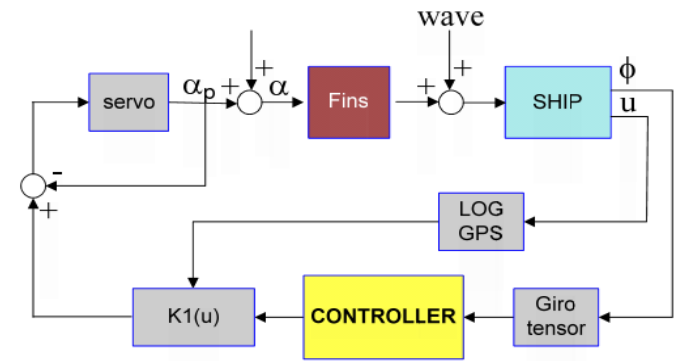 wave
+
+
ϕ
servo
αp
+
α
Fins
+
SHIP
u
-
+
LOG
GPS
K1(u)
CONTROLLER
Giro
tensor